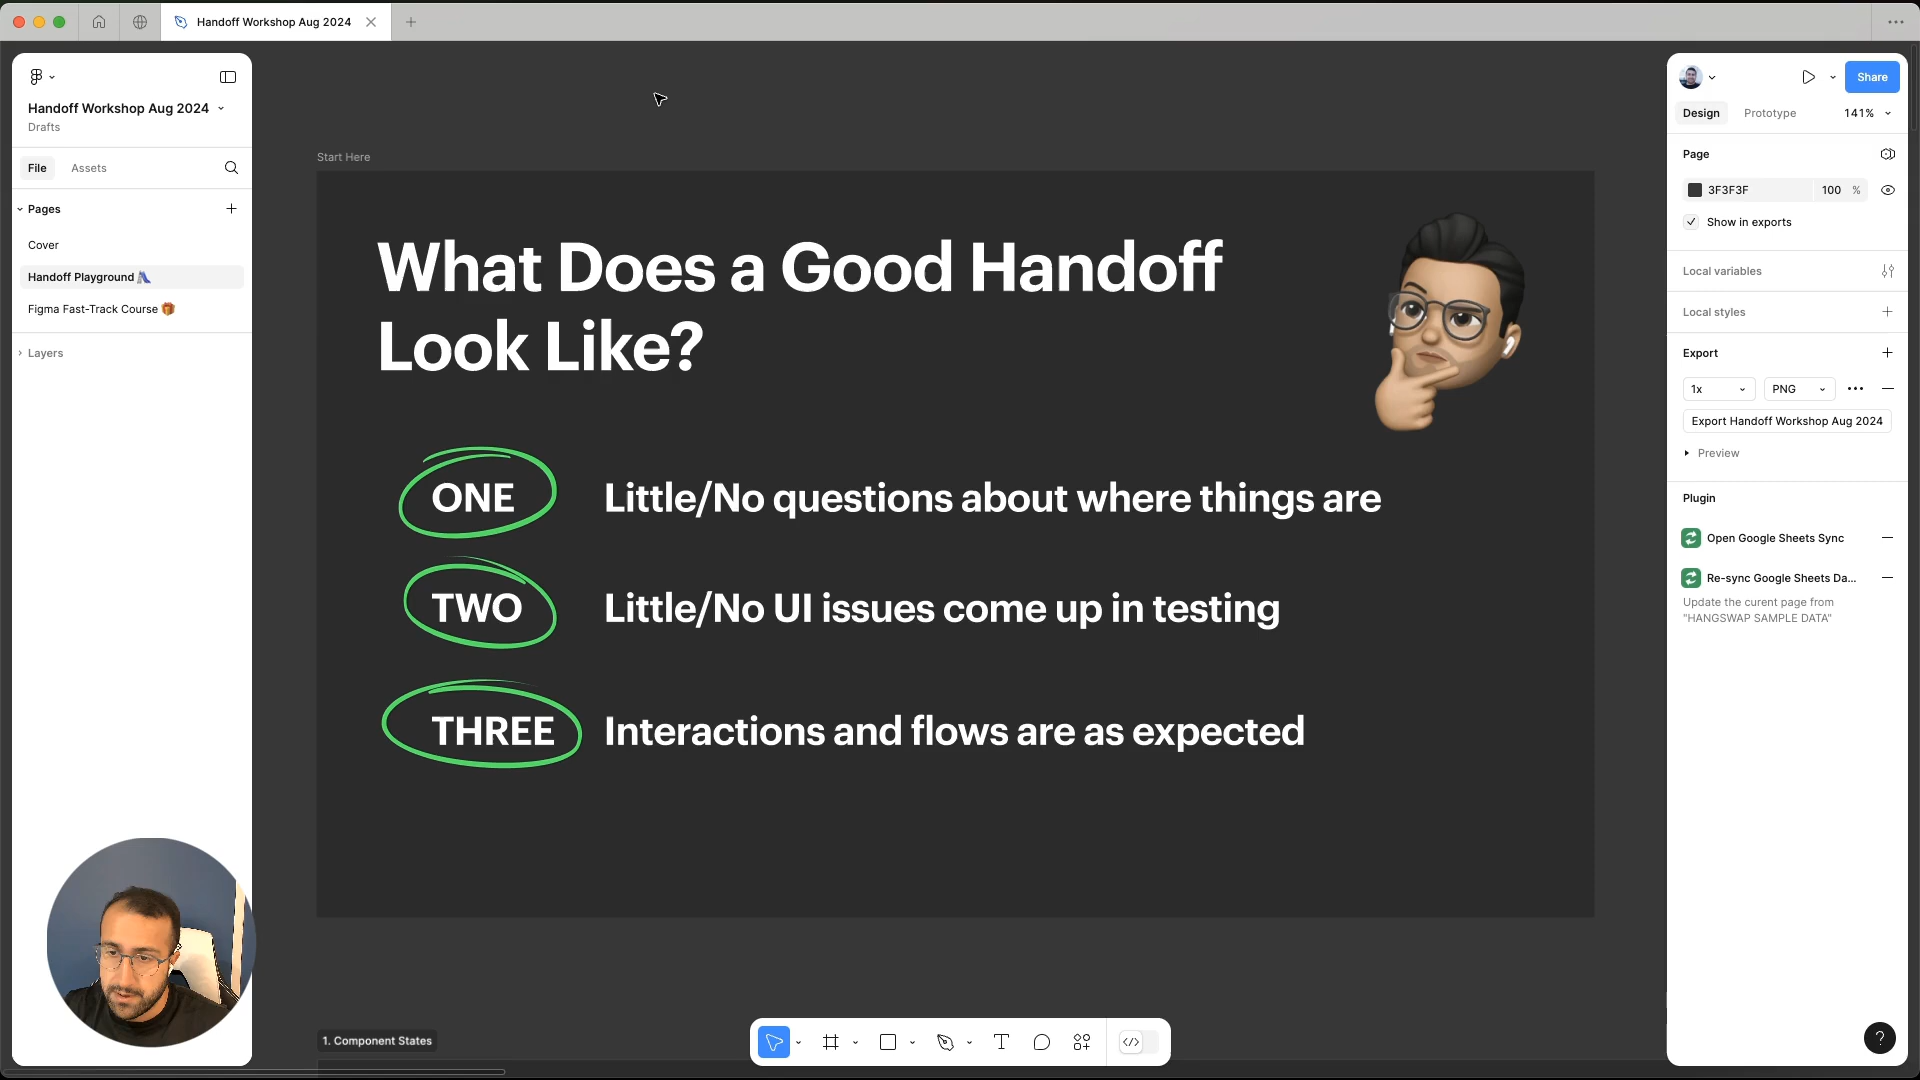 Handoff Workshop Aug 2024
Handoff Workshop Aug 2024
Drafts
File
Assets
Pages
Cover
Handoff Playground
Figma Fast-Track Course
Layers
Start Here
What Does a Good Handoff
Look Like?
ONE
Little/No questions about where things are
TWO
Little/No UI issues come up in testing
THREE
Interactions and flows are as expected
1. Component States
Share
Design
Prototype
141%
Page
3F3F3F
100
%
Show in exports
Local variables
Local styles
Export
1x
PNG
Export Handoff Workshop Aug 2024
Preview
Plugin
Open Google Sheets Sync
Re-sync Google Sheets Da...
Update the curent page from
"HANGSWAP SAMPLE DATA"
?